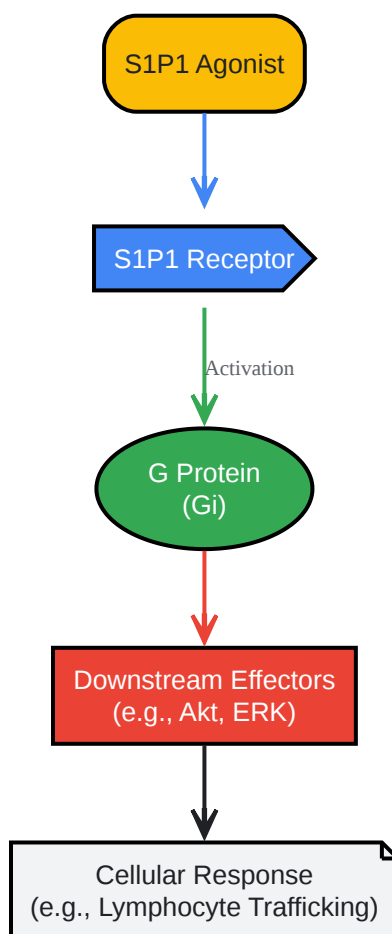 S1P1 Agonist
S1P1 Receptor
Activation
G Protein
(Gi)
Downstream Effectors
(e.g., Akt, ERK)
Cellular Response
(e.g., Lymphocyte Trafficking)